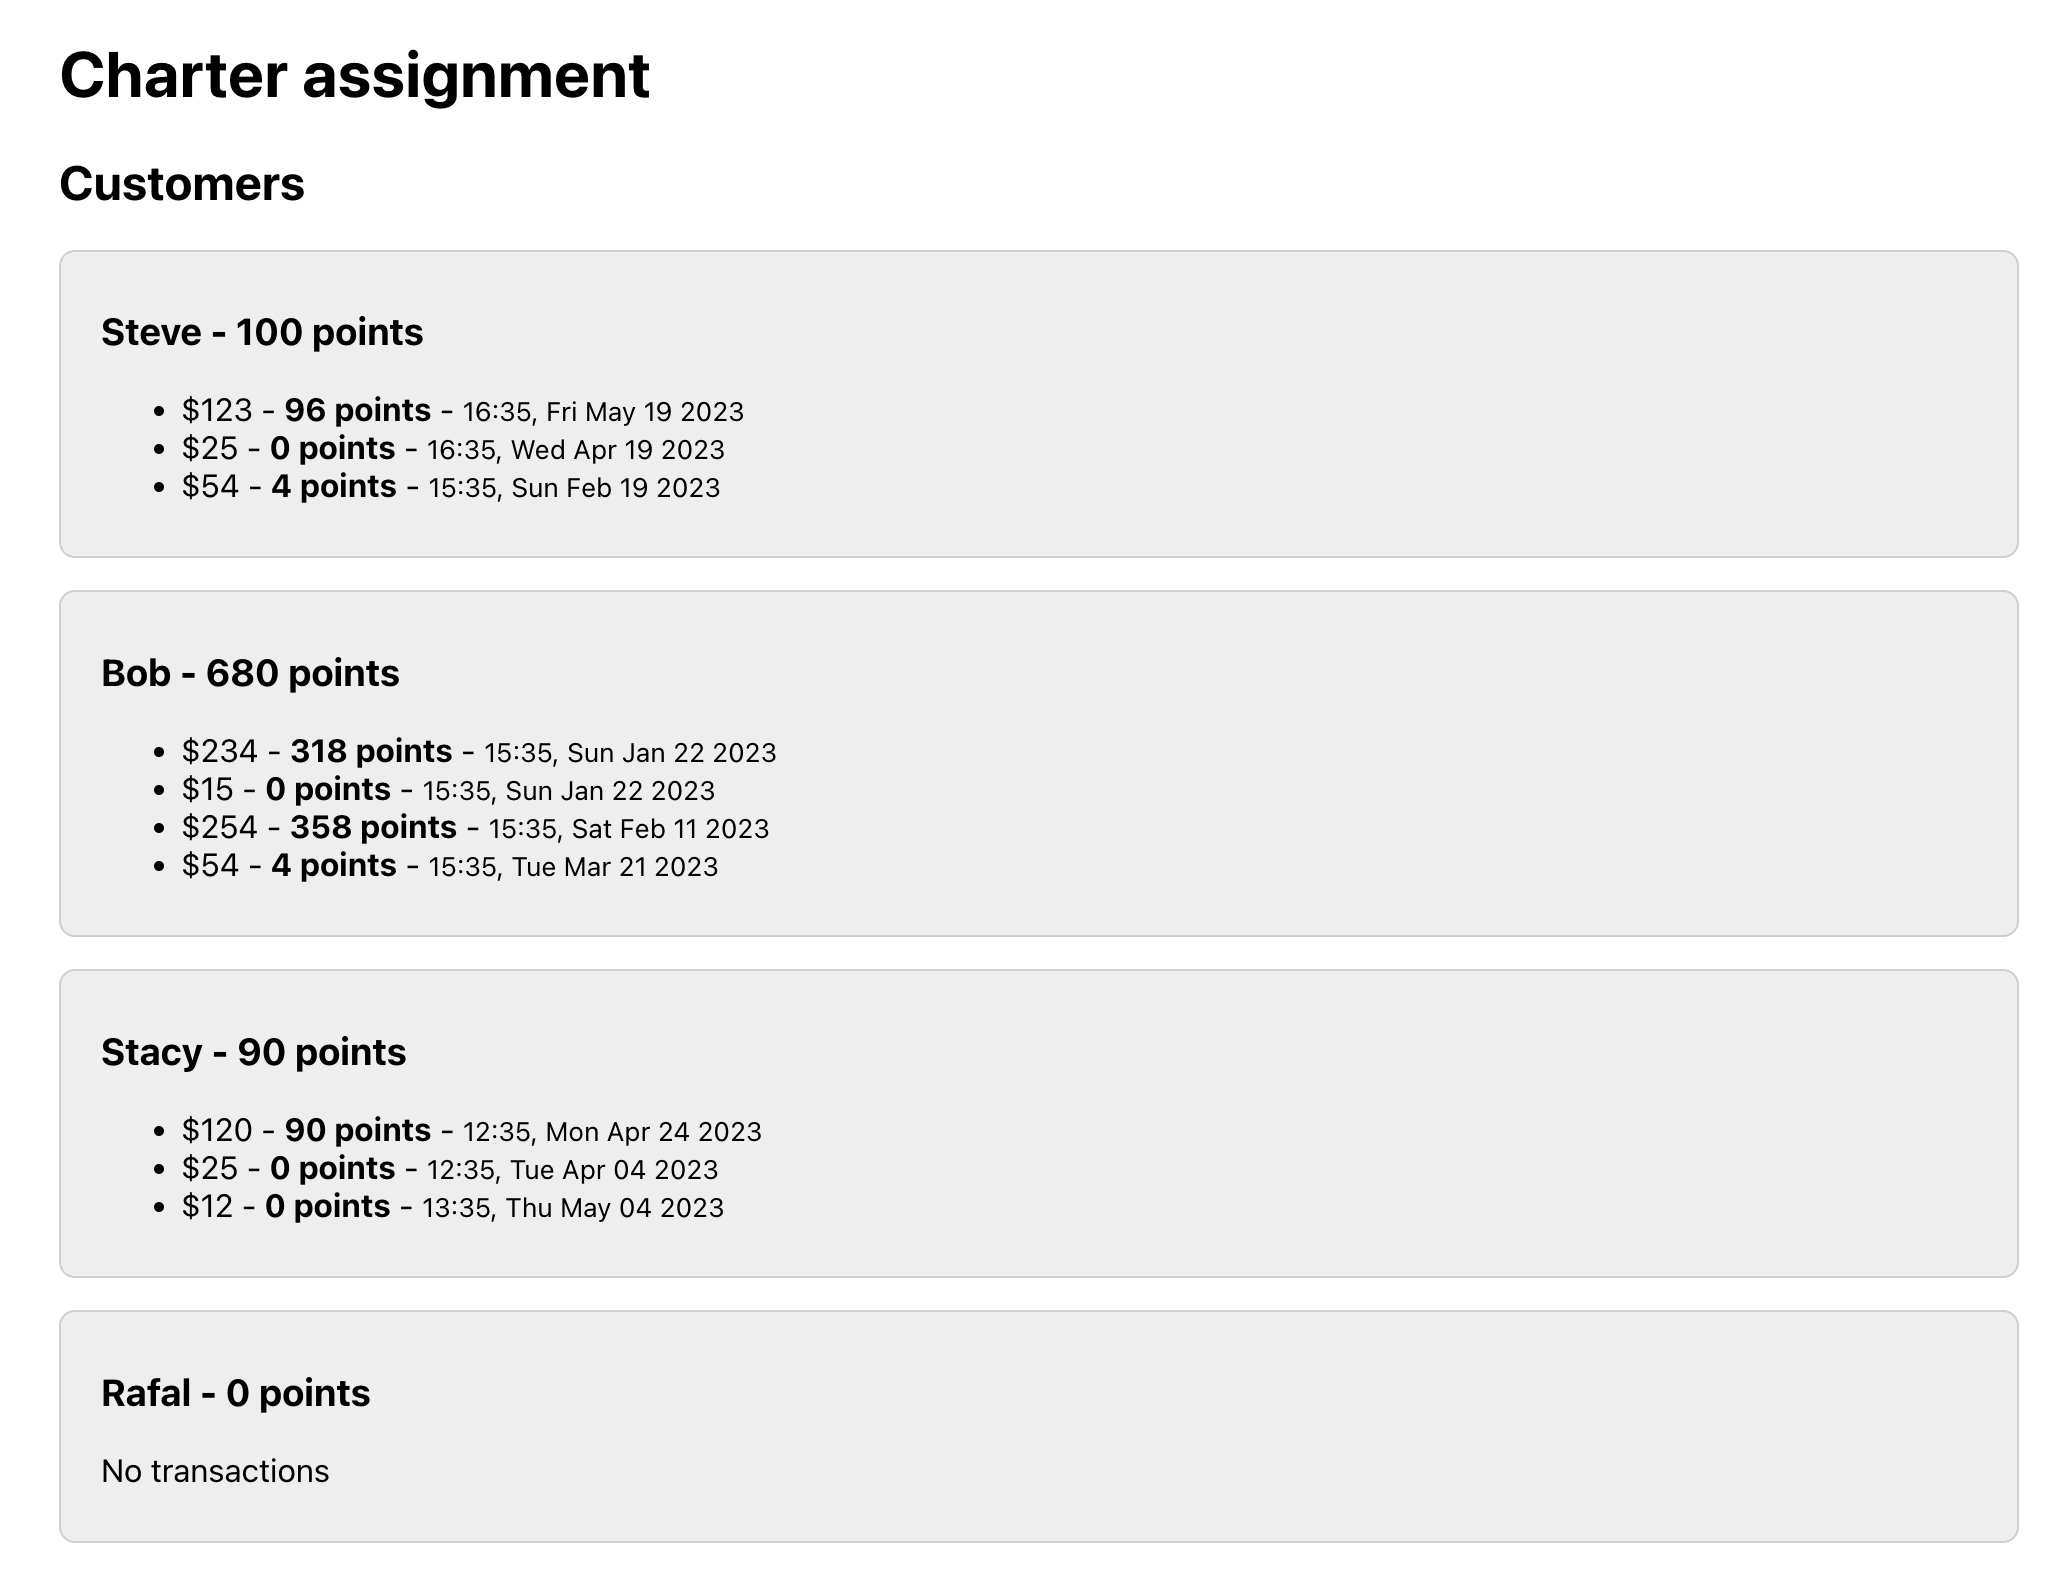 Charter assignment
Customers
Steve - 100 points
• $123 - 96 points - 16:35, Fri May 19 2023
• $25 - 0 points - 16:35, Wed Apr 19 2023
• $54 - 4 points - 15:35, Sun Feb 19 2023
Bob - 680 points
• $234 - 318 points - 15:35, Sun Jan 22 2023
• $15 - 0 points - 15:35, Sun Jan 22 2023
• $254 - 358 points - 15:35, Sat Feb 11 2023
• $54 - 4 points - 15:35, Tue Mar 21 2023
Stacy - 90 points
• $120 - 90 points - 12:35, Mon Apr 24 2023
• $25 - 0 points - 12:35, Tue Apr 04 2023
• $12 - 0 points - 13:35, Thu May 04 2023
Rafal - 0 points
No transactions